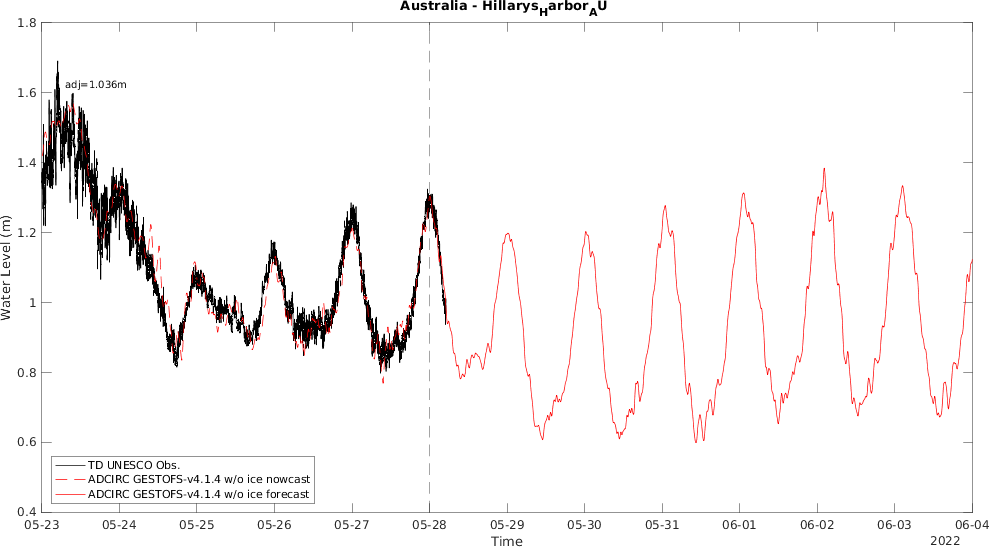 Australia - HillarysHarborAU
1.8
1.6
1.4
1.2
1
0.8
0.6
0.4
Water Level (m)
adj=1.036m
TD UNESCO Obs.
ADCIRC GESTOFS-v4.1.4 w/o ice nowcast
ADCIRC GESTOFS-v4.1.4 w/o ice forecast
05-23 05-24 05-25 05-26 05-27 05-28 05-29 05-30 05-31 06-01 06-02 06-03 06-04
Time
2022